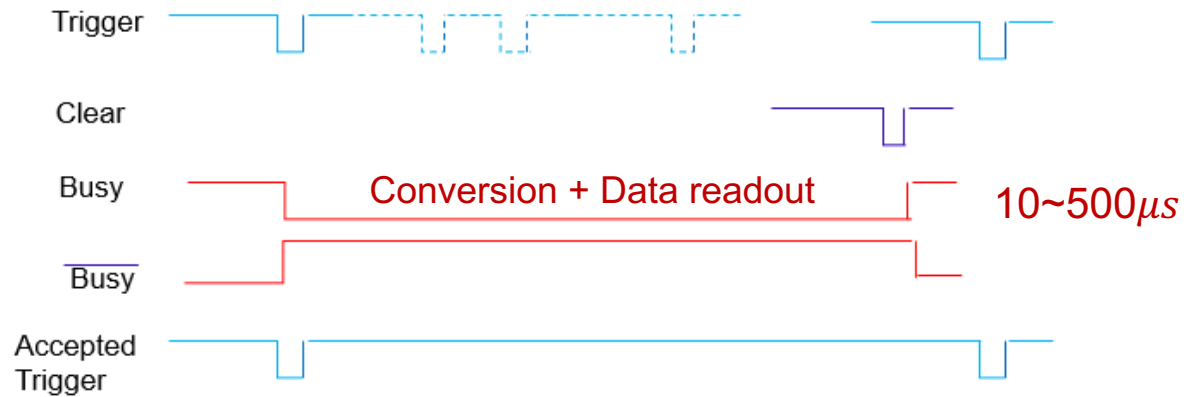 Trigger
Clear
Busy
Conversion + Data readout
10~500μs
Busy
Accepted
Trigger